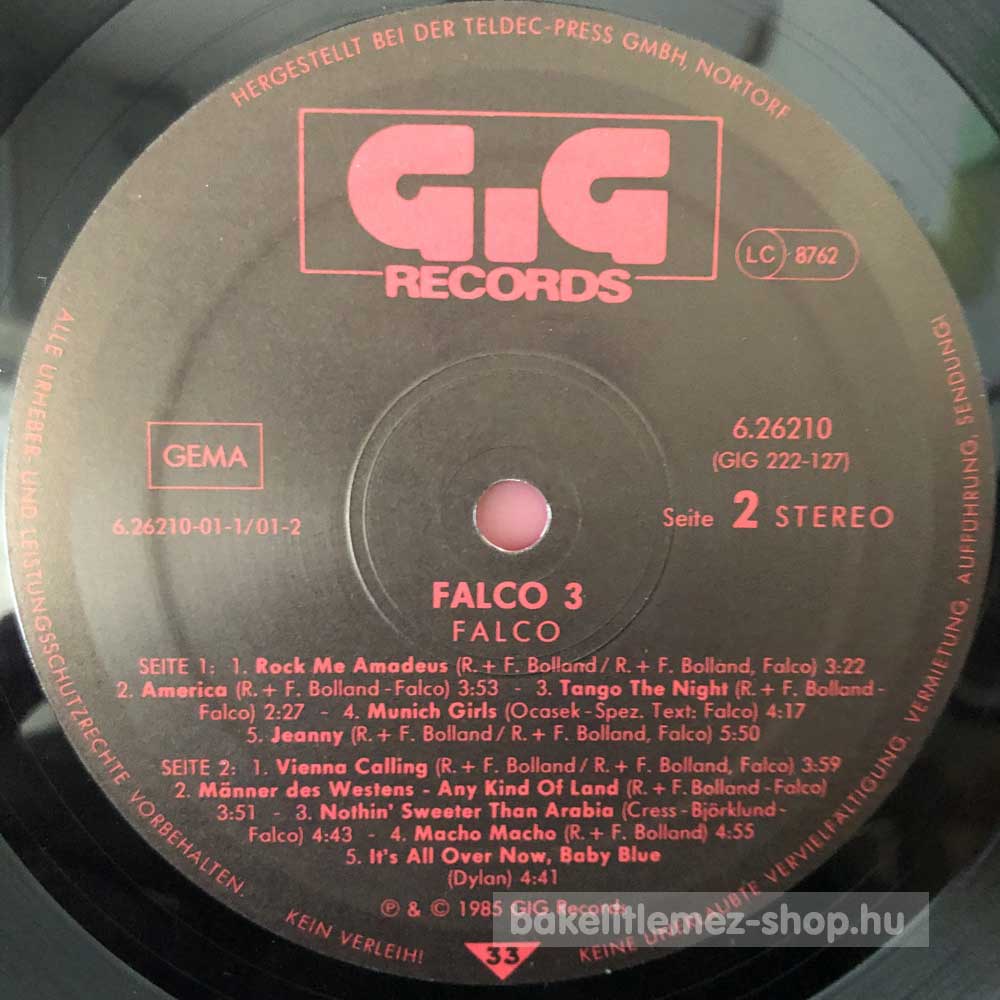 HERGESTELLT BEI DER TELDEC-PRESS GMBH, NORTORF
GiG
RECORDS
LC 8762
GEMA
6.26210-01-1/01-2
6.26210
(GIG 222-127)
Seite 2 STEREO
FALCO 3
FALCO
SEITE 1: 1. Rock Me Amadeus (R. + F. Bolland / R. + F. Bolland, Falco) 3:22
2. America (R. + F. Bolland - Falco) 3:53 - 3. Tango The Night (R. + F. Bolland -
Falco) 2:27 - 4. Munich Girls (Ocasek - Spez. Text: Falco) 4:17
5. Jeanny (R. + F. Bolland / R. + F. Bolland, Falco) 5:50
SEITE 2: 1. Vienna Calling (R. + F. Bolland / R. + F. Bolland, Falco) 3:59
2. Männer des Westens - Any Kind Of Land (R. + F. Bolland - Falco)
3:51 - 3. Nothin' Sweeter Than Arabia (Cress - Björklund -
Falco) 4:43 - 4. Macho Macho (R. + F. Bolland) 4:55
5. It's All Over Now, Baby Blue
(Dylan) 4:41
℗ & © 1985 GIG Records
33
ALLE URHEBER- UND LEISTUNGSSCHUTZRECHTE VORBEHALTEN. KEIN VERLEIH! KEINE UNERLAUBTE VERVIELFÄLTIGUNG, VERMIETUNG, AUFFÜHRUNG, SENDUNG!
bakelitlemez-shop.hu